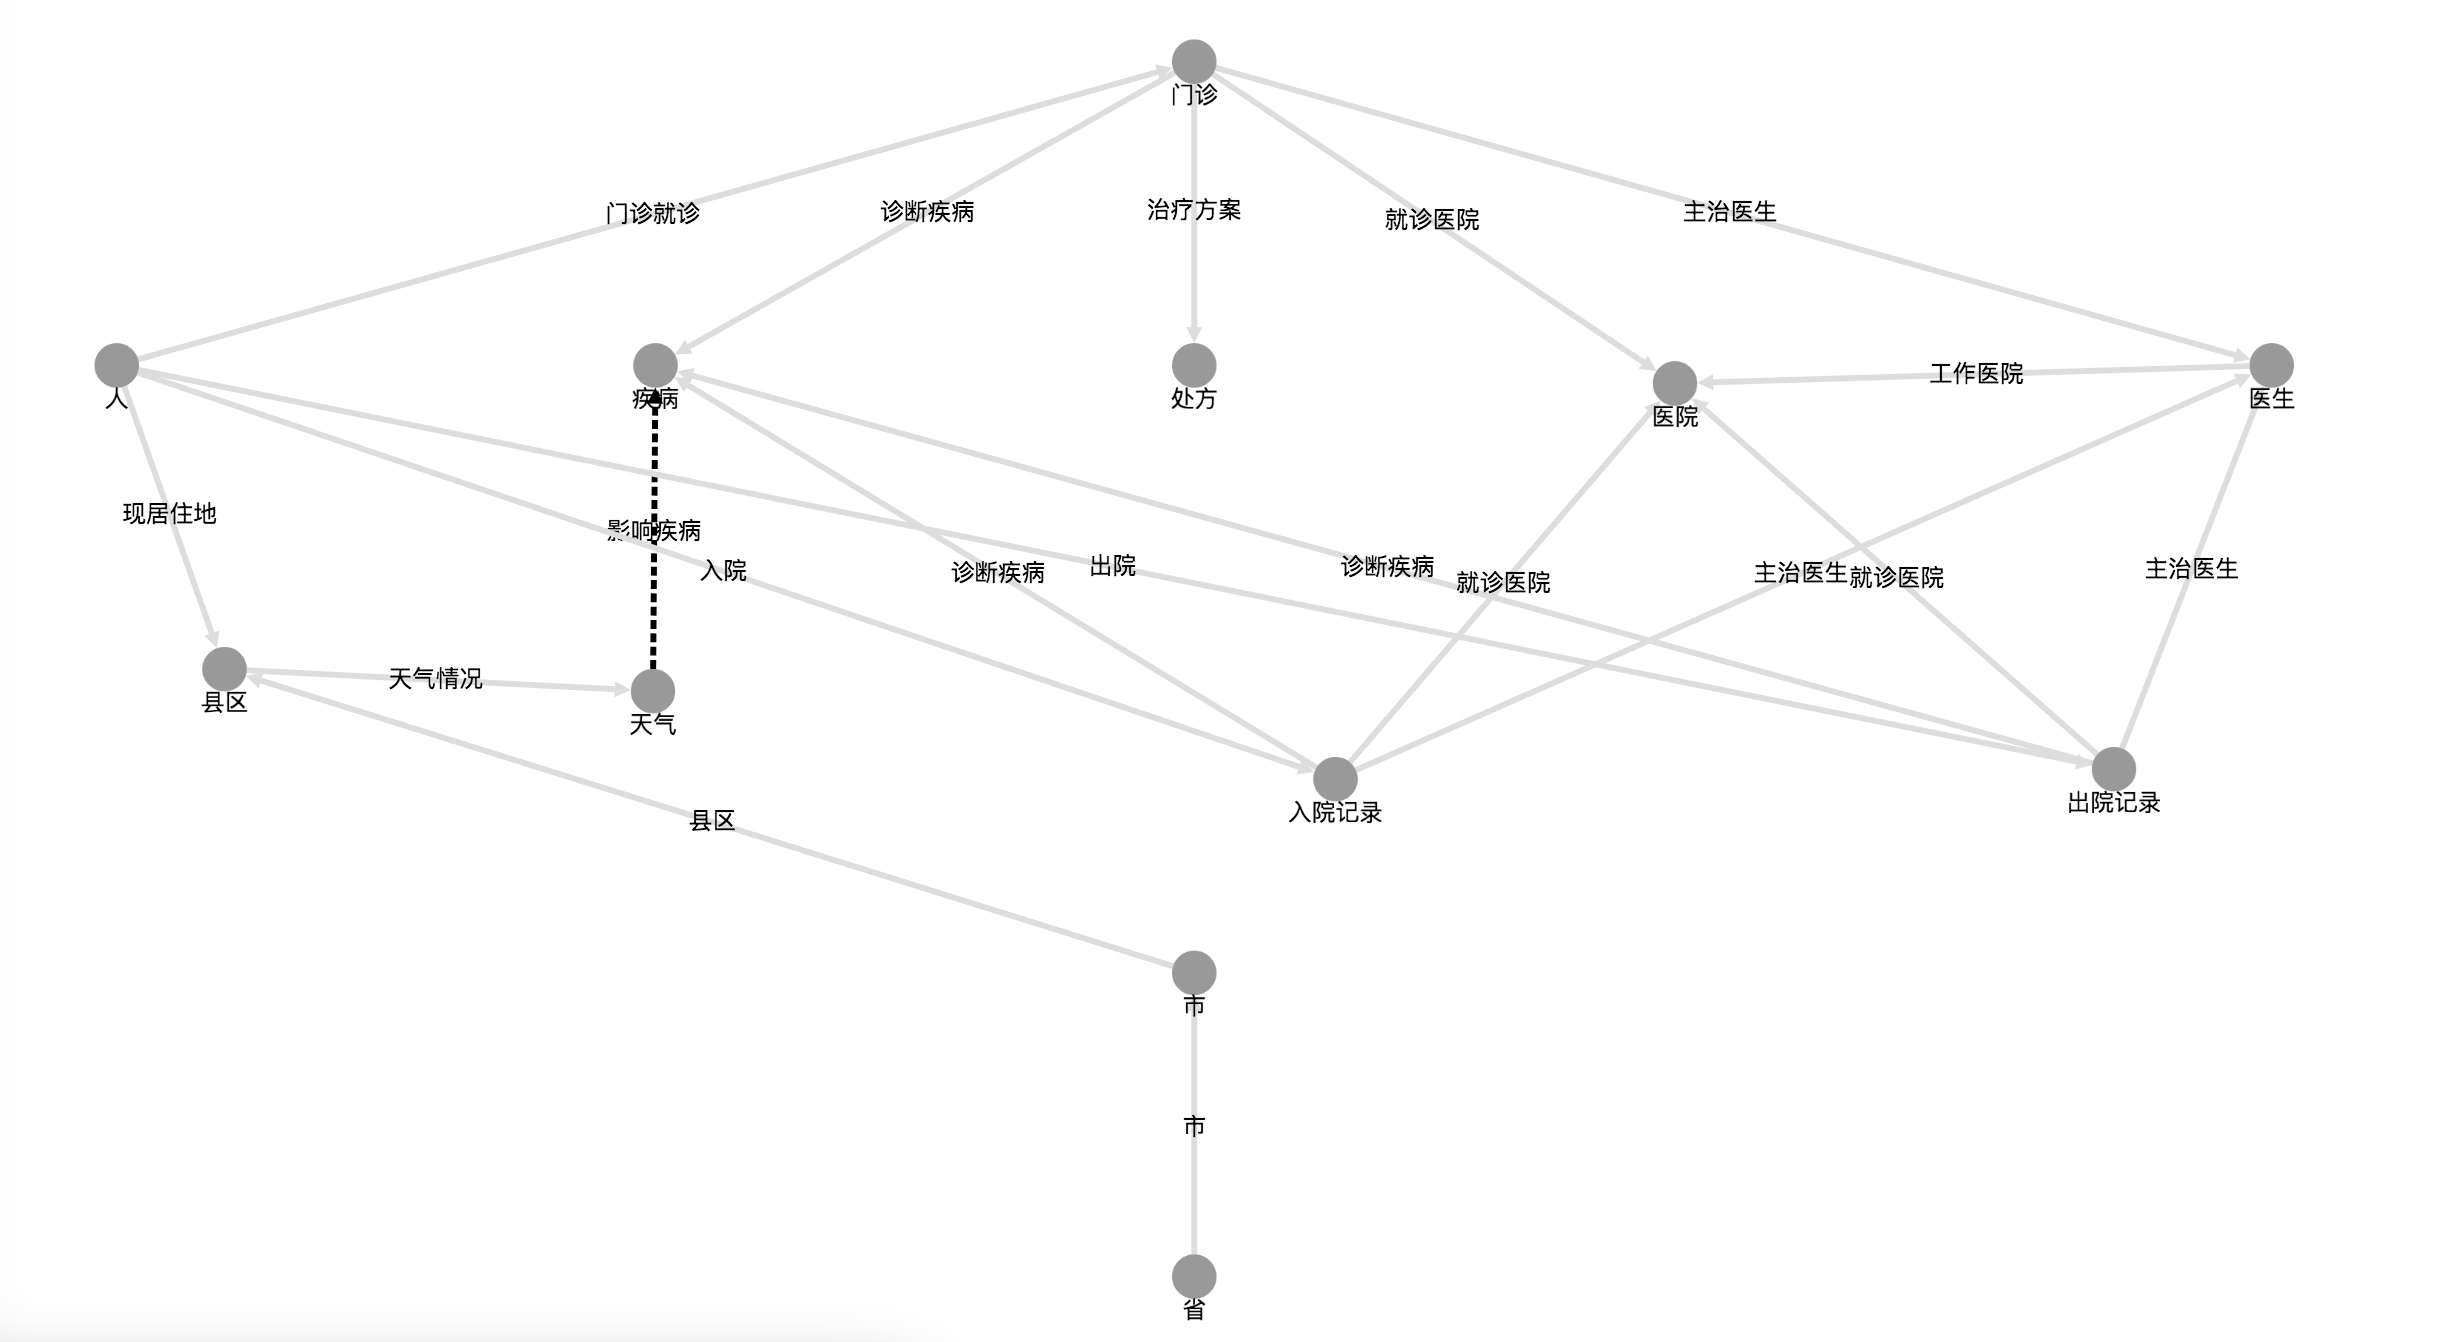 门诊
门诊就诊
诊断疾病
治疗方案
就诊医院
主治医生
人
疾病
处方
医院
工作医院
医生
现居住地
影响疾病
入院
诊断疾病
出院
诊断疾病
就诊医院
主治医生
就诊医院
主治医生
县区
天气情况
天气
入院记录
出院记录
县区
市
市
省